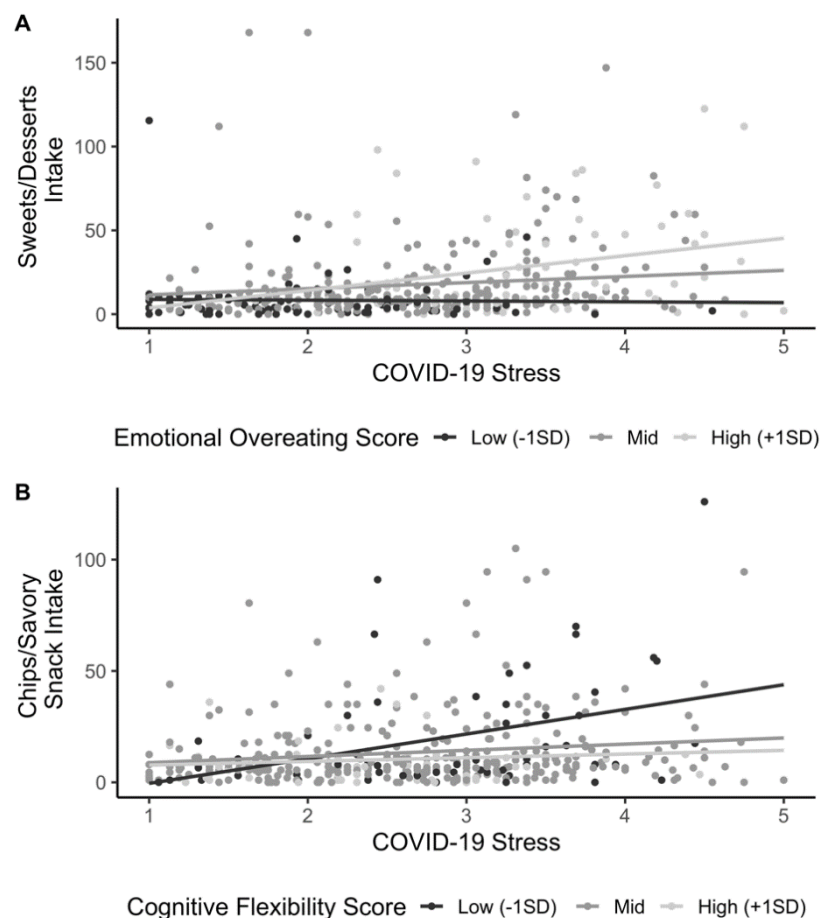 A
Sweets/Desserts
Intake
150
100
50
0
1 2 3 4 5
COVID-19 Stress
Emotional Overeating Score Low (-1SD) Mid High (+1SD)
B
Chips/Savory
Snack Intake
100
50
0
1 2 3 4 5
COVID-19 Stress
Cognitive Flexibility Score Low (-1SD) Mid High (+1SD)